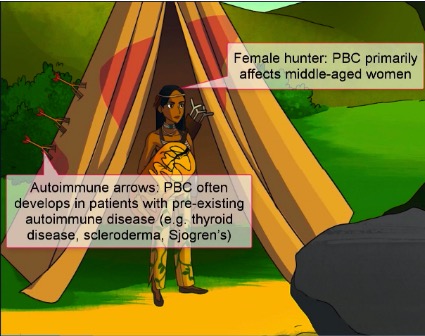 Female hunter: PBC primarily
affects middle-aged women
Autoimmune arrows: PBC often
develops in patients with pre-existing
autoimmune disease (e.g. thyroid
disease, scleroderma, Sjogren's)